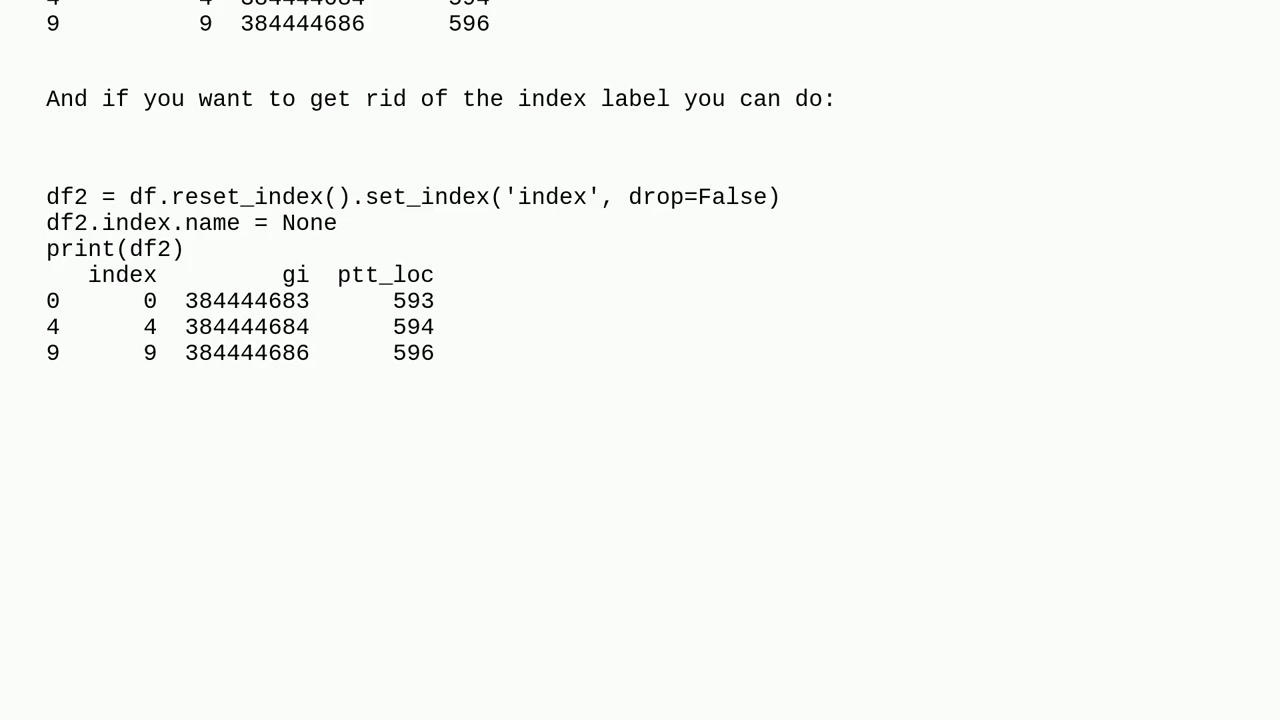 9          9  384444686      596
And if you want to get rid of the index label you can do:
df2 = df.reset_index().set_index('index', drop=False)
df2.index.name = None
print(df2)
   index         gi  ptt_loc
0      0  384444683      593
4      4  384444684      594
9      9  384444686      596